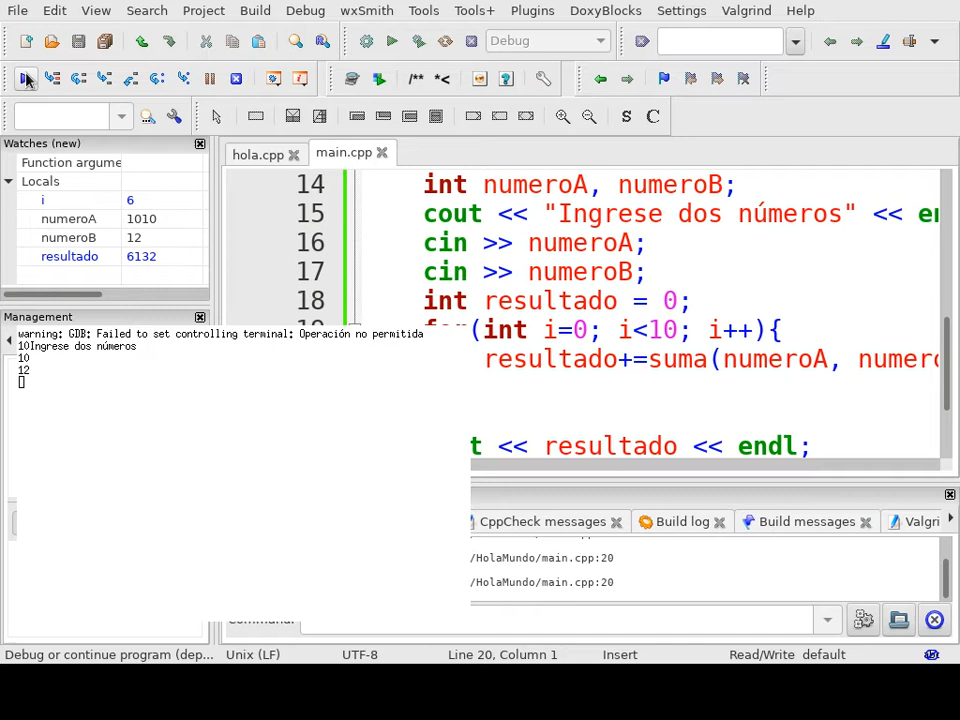 File Edit View Search Project Build Debug wxSmith Tools Tools+ Plugins DoxyBlocks Settings Valgrind Help
Debug
/** *<
S C
Watches (new)
Function argume
Locals
i 6
numeroA 1010
numeroB 12
resultado 6132
Management
hola.cpp main.cpp
14 int numeroA, numeroB;
15 cout << "Ingrese dos números" << en
16 cin >> numeroA;
17 cin >> numeroB;
18 int resultado = 0;
(int i=0; i<10; i++){
resultado+=suma(numeroA, numero
t << resultado << endl;
warning: GDB: Failed to set controlling terminal: Operación no permitida
10Ingrese dos números
10
12
CppCheck messages Build log Build messages Valgri
/HolaMundo/main.cpp:20
/HolaMundo/main.cpp:20
Debug or continue program (dep... Unix (LF) UTF-8 Line 20, Column 1 Insert Read/Write default